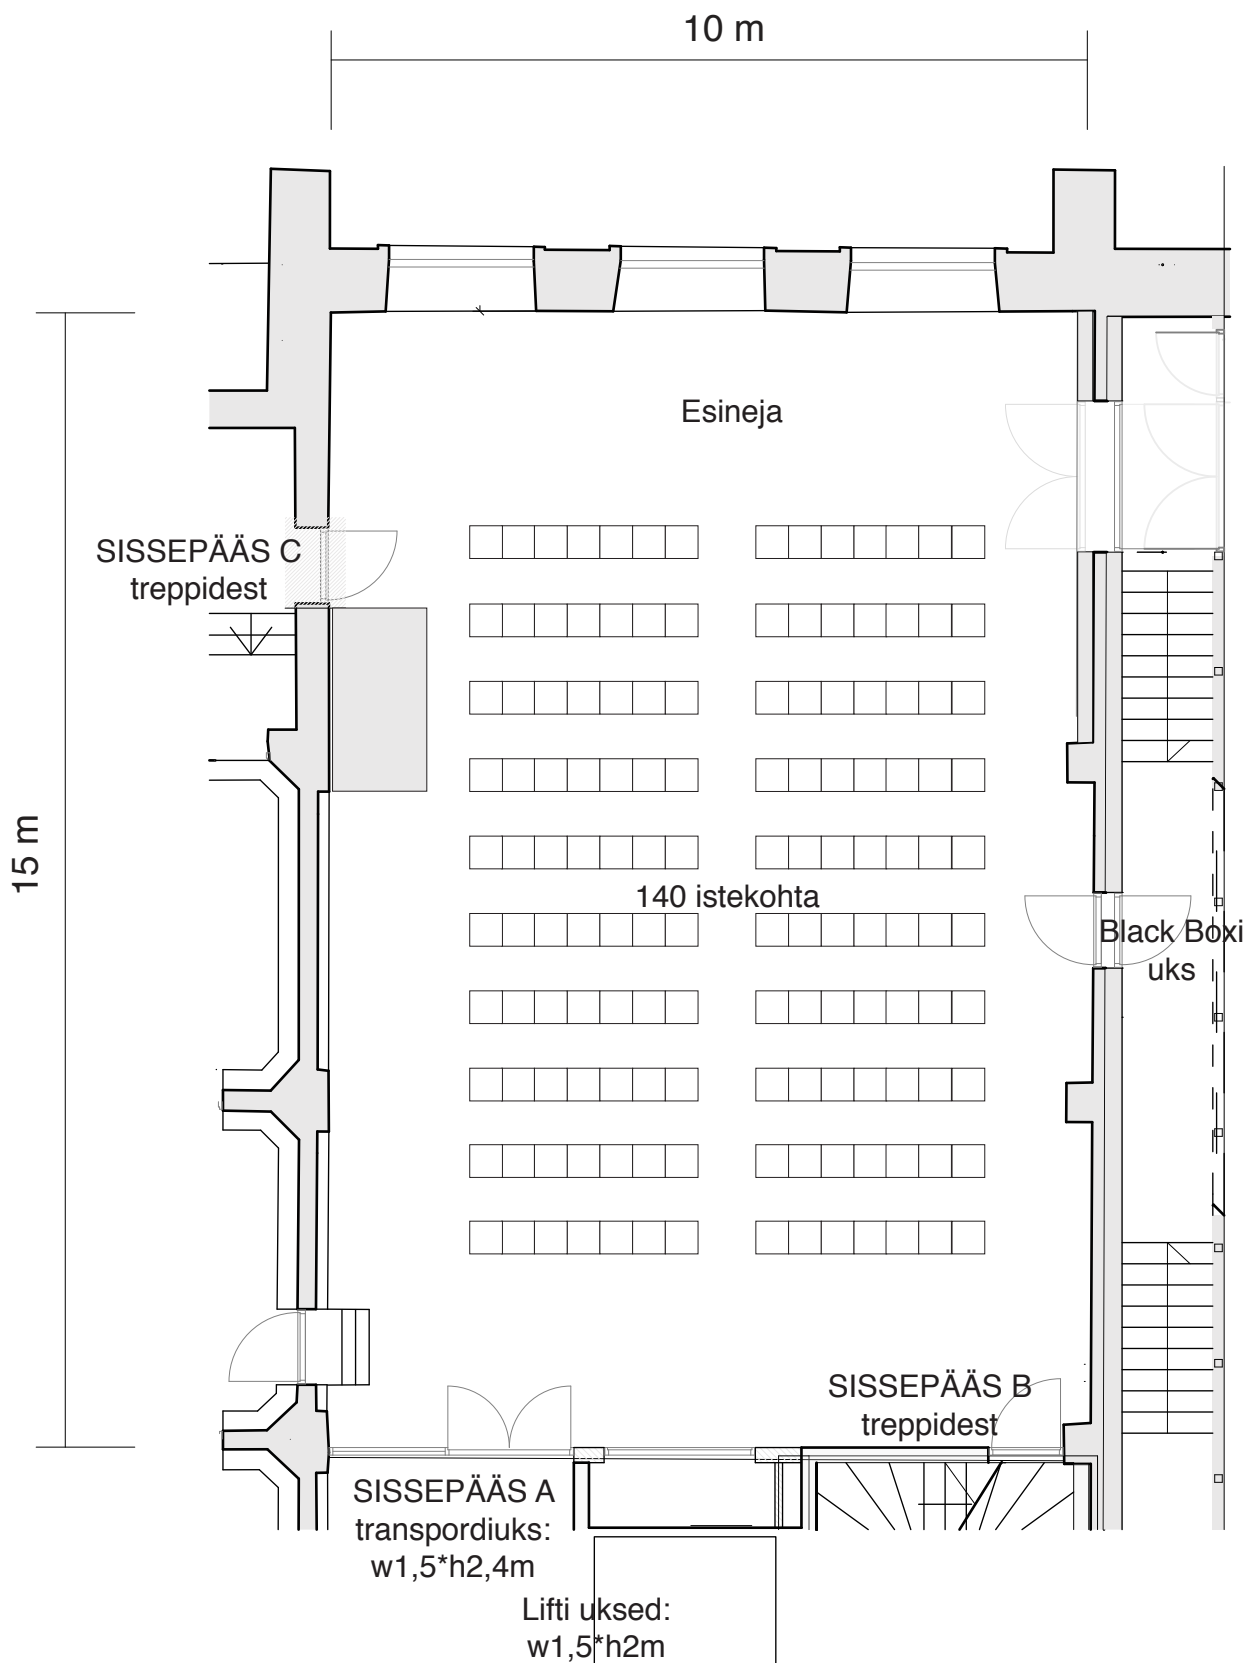 10 m
Esineja
SISSEPÄÄS C
treppidest
15 m
140 istekohta
Black Boxi
uks
SISSEPÄÄS B
treppidest
SISSEPÄÄS A
transpordiuks:
w1,5*h2,4m
Lifti uksed:
w1,5*h2m